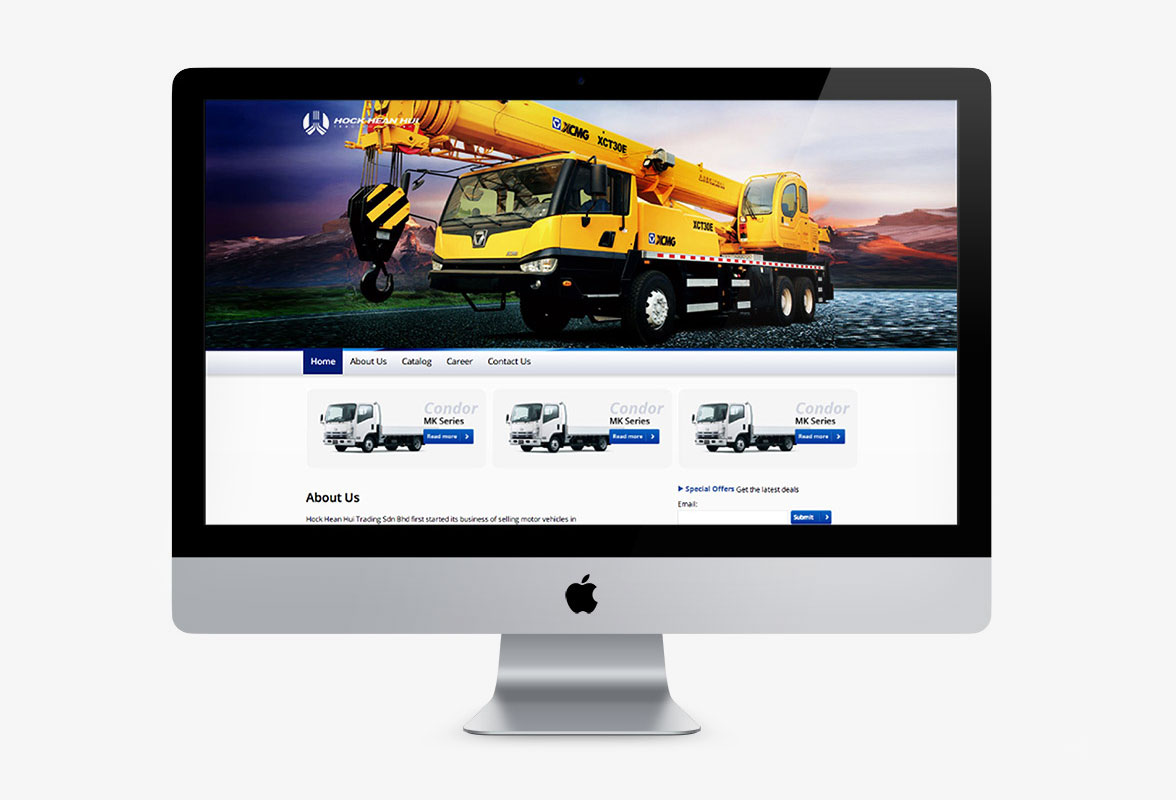 HOCK HEAN HUI
XCMG XCT30E
XCT30E
XCMG
Home About Us Catalog Career Contact Us
Condor
MK Series
Read more
Condor
MK Series
Read more
Condor
MK Series
Read more
About Us
Hock Hean Hui Trading Sdn Bhd first started its business of selling motor vehicles in
Special Offers Get the latest deals
Email:
Submit